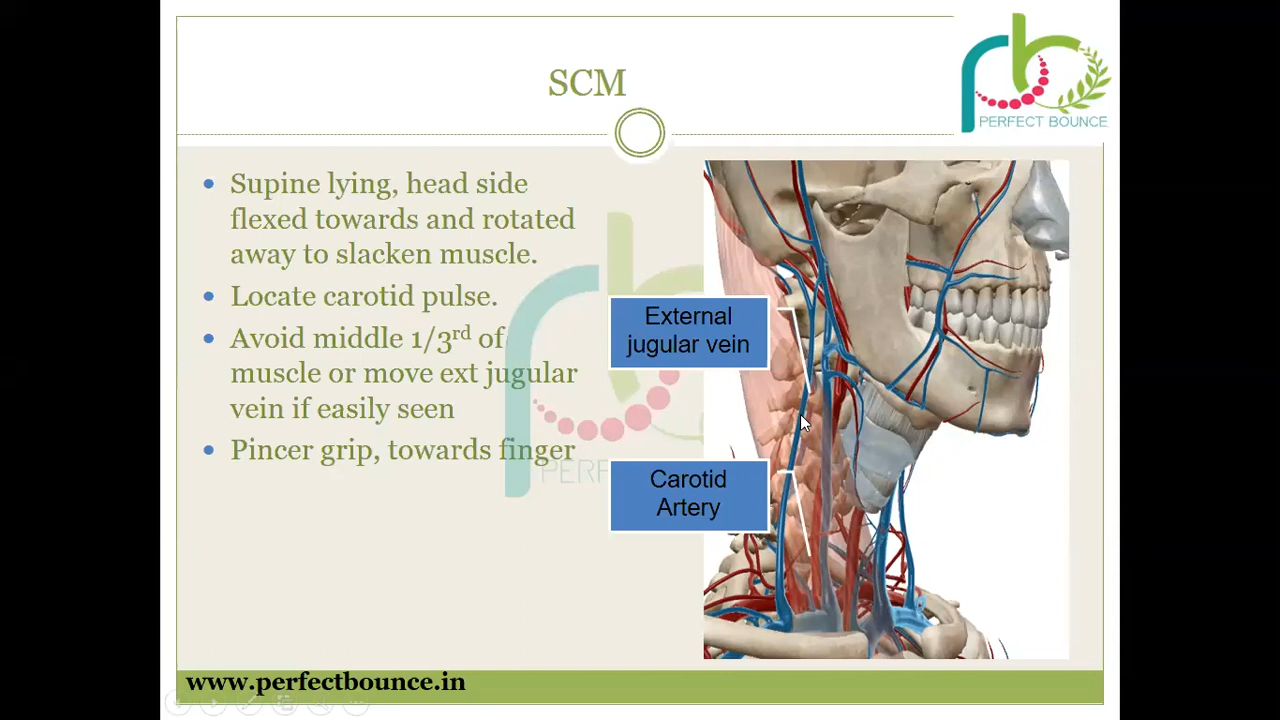 SCM
PERFECT BOUNCE
Supine lying, head side
flexed towards and rotated
away to slacken muscle.
Locate carotid pulse.
Avoid middle 1/3rd of
muscle or move ext jugular
vein if easily seen
Pincer grip, towards finger
External
jugular vein
Carotid
Artery
www.perfectbounce.in